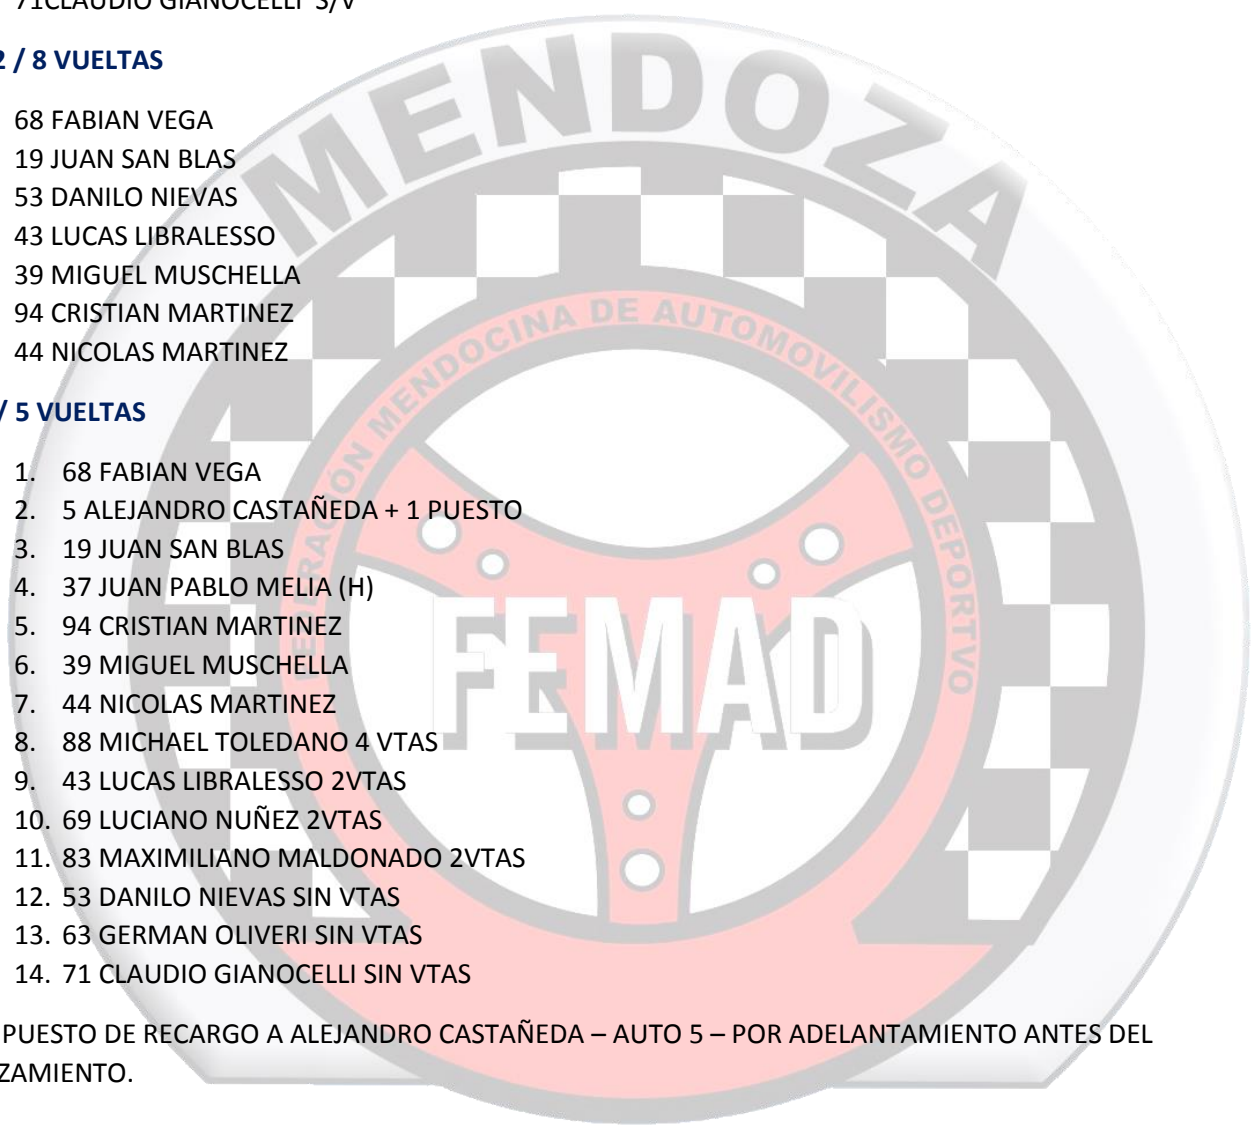 71CLAUDIO GIANOCELLI S/V
2 / 8 VUELTAS
68 FABIAN VEGA
19 JUAN SAN BLAS
53 DANILO NIEVAS
43 LUCAS LIBRALESSO
39 MIGUEL MUSCHELLA
94 CRISTIAN MARTINEZ
44 NICOLAS MARTINEZ
/ 5 VUELTAS
1. 68 FABIAN VEGA
2. 5 ALEJANDRO CASTAÑEDA + 1 PUESTO
3. 19 JUAN SAN BLAS
4. 37 JUAN PABLO MELIA (H)
5. 94 CRISTIAN MARTINEZ
6. 39 MIGUEL MUSCHELLA
7. 44 NICOLAS MARTINEZ
8. 88 MICHAEL TOLEDANO 4 VTAS
9. 43 LUCAS LIBRALESSO 2VTAS
10. 69 LUCIANO NUÑEZ 2VTAS
11. 83 MAXIMILIANO MALDONADO 2VTAS
12. 53 DANILO NIEVAS SIN VTAS
13. 63 GERMAN OLIVERI SIN VTAS
14. 71 CLAUDIO GIANOCELLI SIN VTAS
PUESTO DE RECARGO A ALEJANDRO CASTAÑEDA – AUTO 5 – POR ADELANTAMIENTO ANTES DEL
ZAMIENTO.
MENDOZA
FEDERACIÓN MENDOCINA DE AUTOMOVILISMO DEPORTVO
FEMAD